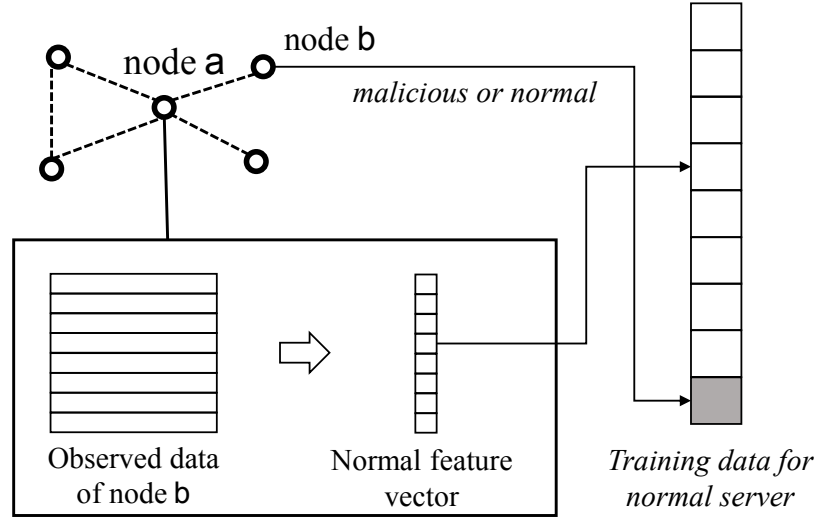 node b
node a
malicious or normal
Observed data
of node b
Normal feature
vector
Training data for
normal server